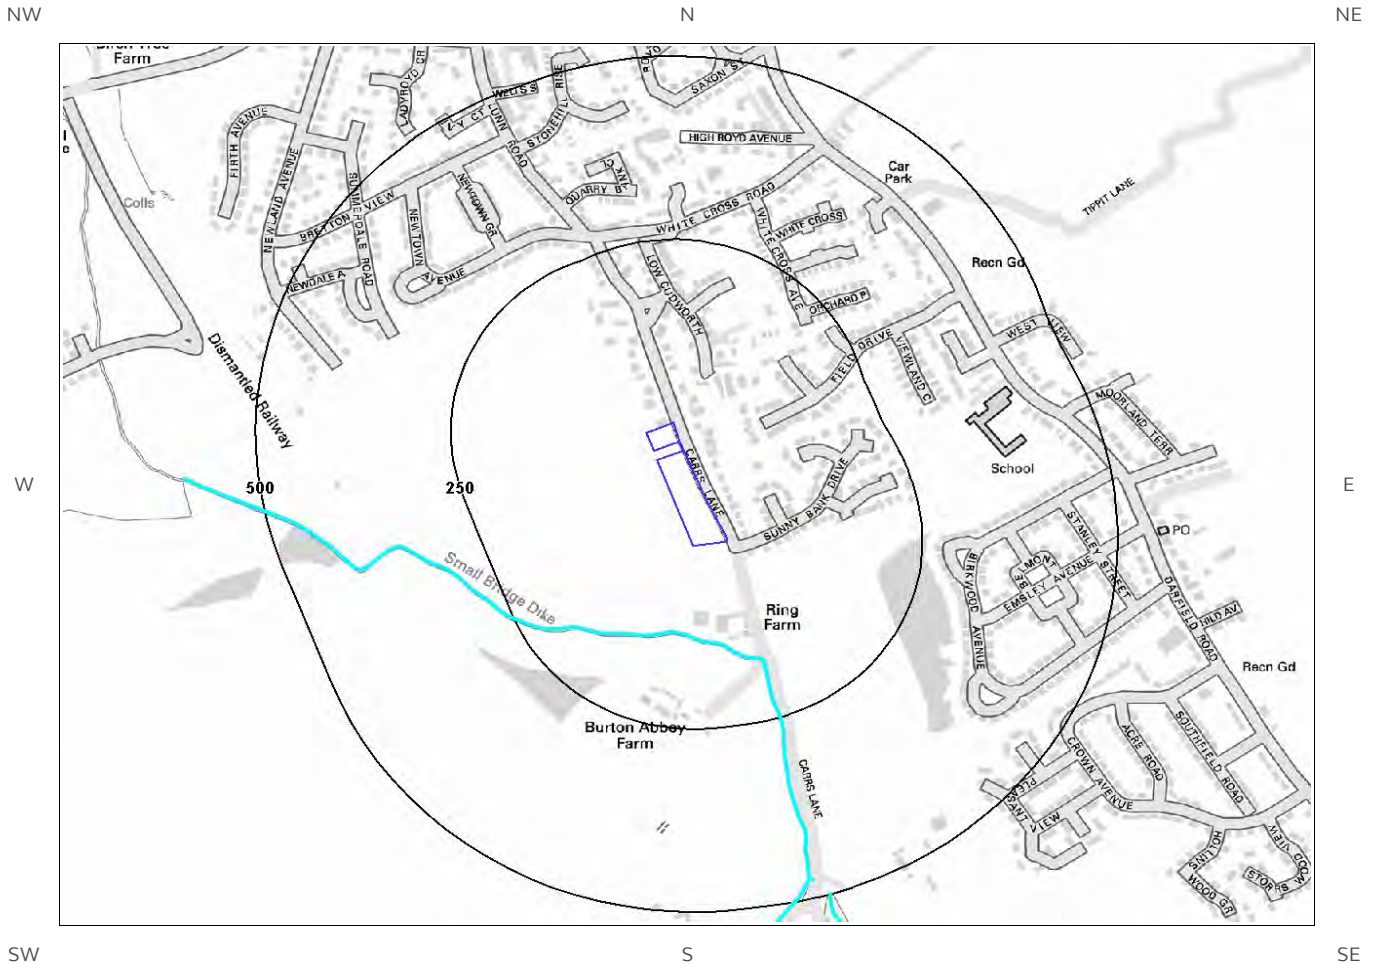 NW
N
NE
Farm
LADYROYD CR
RISE
SAXON ST
FIRTH AVENUE
LUNN ROAD
STONEHILL
HIGH ROYD AVENUE
NEWLAND AVENUE
Car
Park
Colls
SUMMERDALE ROAD
BRETTON VIEW
NEWTOWN GR
QUARRY
WHITE CROSS ROAD
TIPPIT LANE
NEWTOWN
AVENUE
WHITE CROSS
WHITE CROSS AVE
LOW CUDWORTH
Recn Gd
NEWDALE A
ORCHARD P
WEST VIEW
FIELD DRIVE
VIEWLAND C
Dismantled Railway
MOORLAND TERR
School
CARRS LANE
W
500
250
E
SUNNY BANK DRIVE
STANLEY STREET
PO
Small Bridge Dike
BELMONT
EMSLEY AVENUE
BIRKWOOD AVENUE
DARFIELD ROAD
Ring
Farm
Recn Gd
Burton Abbey
Farm
SOUTHFIELD ROAD
ACRE ROAD
CROWN AVENUE
CARRS LANE
PLEASANT VIEW
HOLLINS
WOOD GR
SW
S
SE